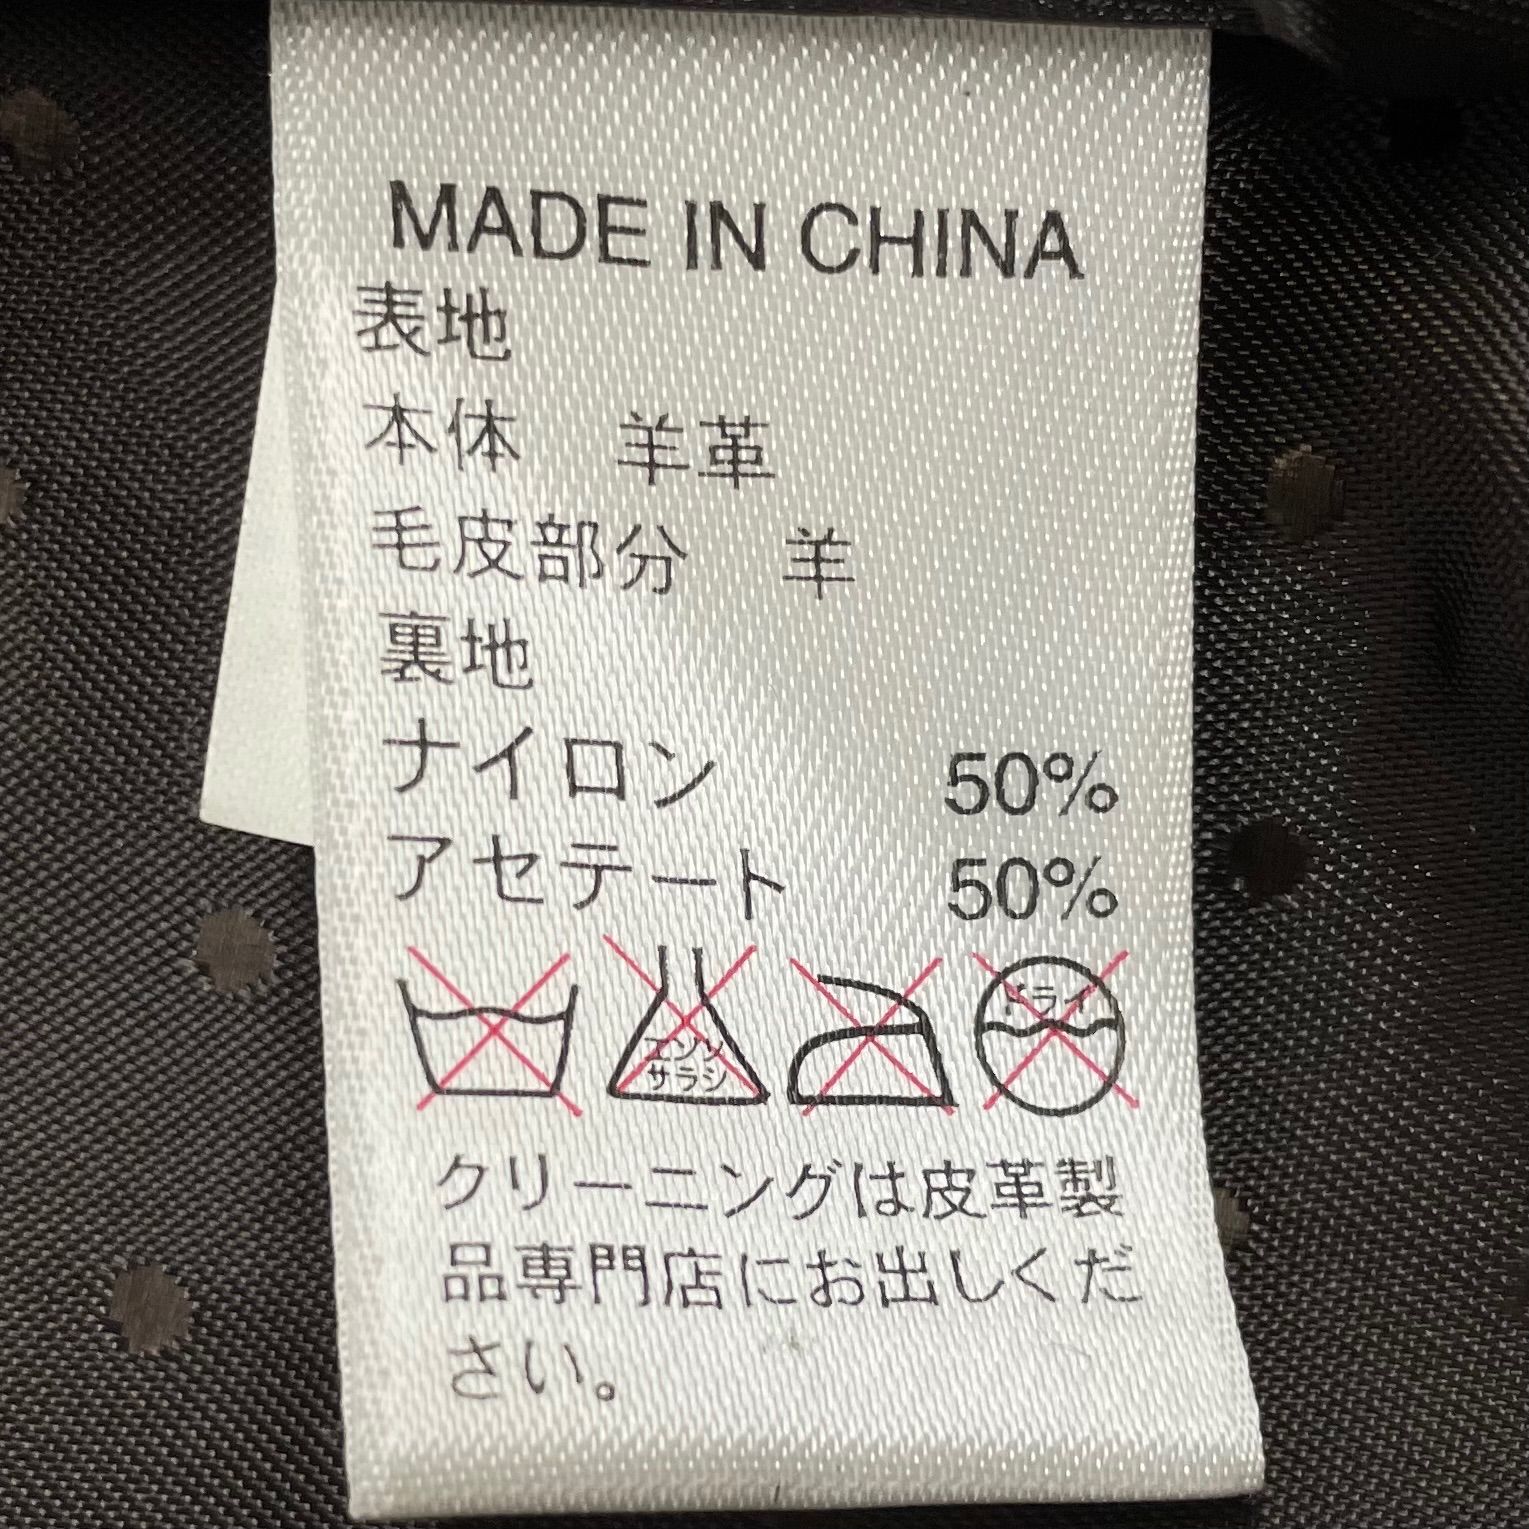 MADE IN CHINA
表地
本体 羊革
毛皮部分 羊
裏地
ナイロン 50%
アセテート 50%
エンソ
サラシ
ドライ
クリーニングは皮革製
品専門店にお出しくだ
さい。